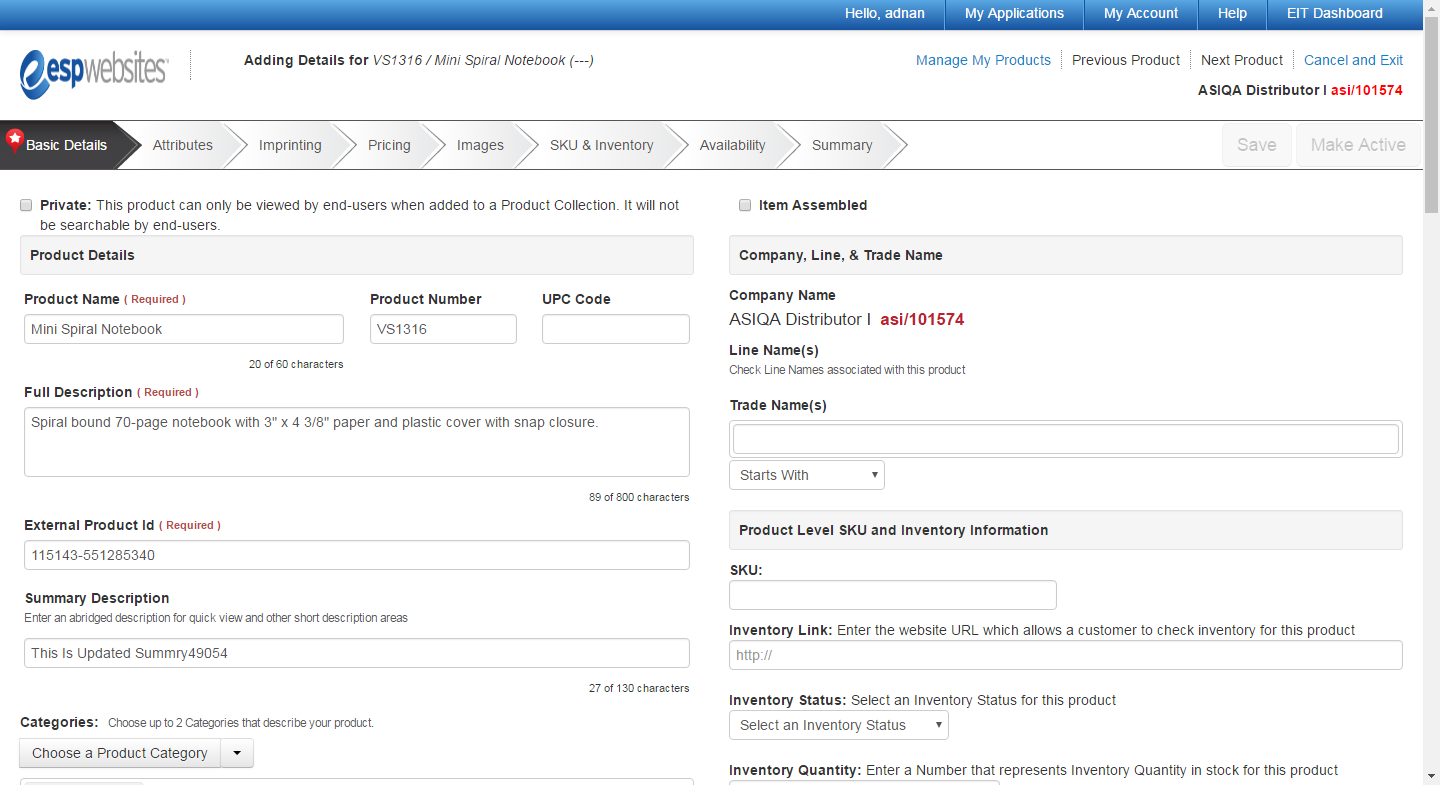 Hello, adnan
My Applications
My Account
Help
EIT Dashboard
espwebsites
Adding Details for VS1316 / Mini Spiral Notebook (---)
Manage My Products
Previous Product
Next Product
Cancel and Exit
ASIQA Distributor I asi/101574
Basic Details
Attributes
Imprinting
Pricing
Images
SKU & Inventory
Availability
Summary
Save
Make Active
Private: This product can only be viewed by end-users when added to a Product Collection. It will not
be searchable by end-users.
Product Details
Product Name ( Required )
Product Number
UPC Code
Mini Spiral Notebook
VS1316
20 of 60 characters
Full Description ( Required )
Spiral bound 70-page notebook with 3" x 4 3/8" paper and plastic cover with snap closure.
89 of 800 characters
External Product Id ( Required )
115143-551285340
Summary Description
Enter an abridged description for quick view and other short description areas
This Is Updated Summry49054
27 of 130 characters
Categories: Choose up to 2 Categories that describe your product.
Choose a Product Category
Item Assembled
Company, Line, & Trade Name
Company Name
ASIQA Distributor I asi/101574
Line Name(s)
Check Line Names associated with this product
Trade Name(s)
Starts With
Product Level SKU and Inventory Information
SKU:
Inventory Link: Enter the website URL which allows a customer to check inventory for this product
http://
Inventory Status: Select an Inventory Status for this product
Select an Inventory Status
Inventory Quantity: Enter a Number that represents Inventory Quantity in stock for this product